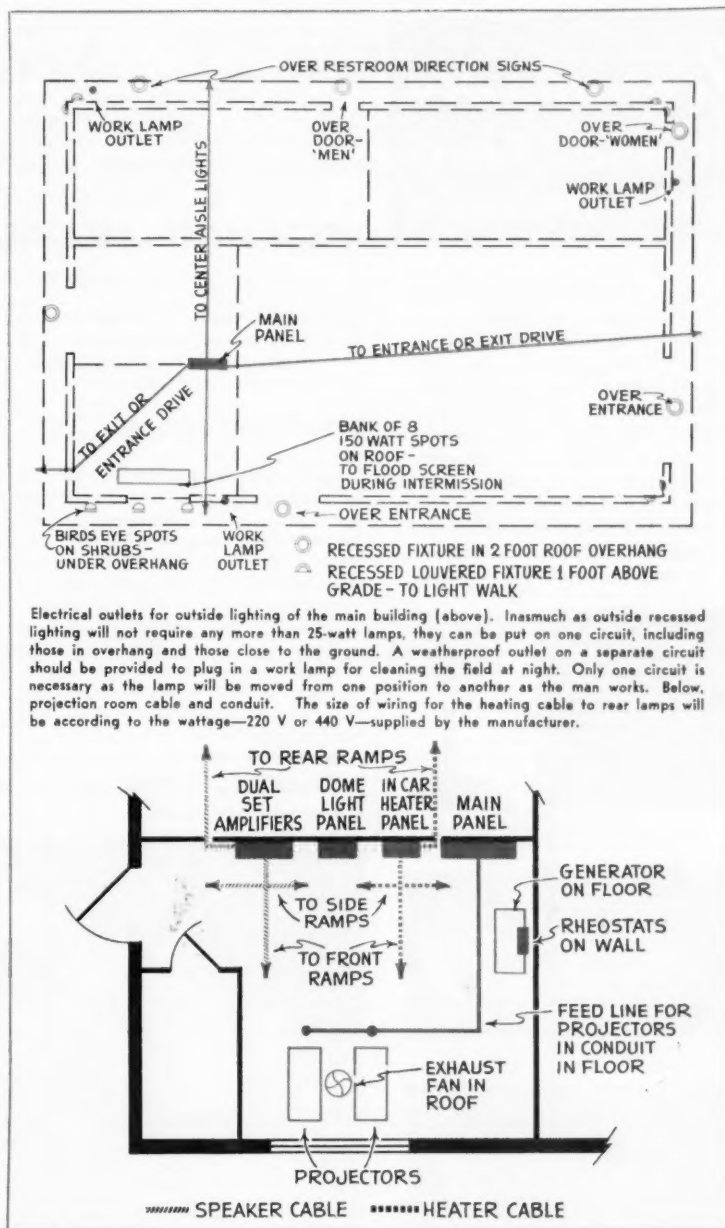 OVER RESTROOM DIRECTION SIGNS
WORK LAMP
OUTLET
OVER
DOOR-
'MEN'
OVER
DOOR-'WOMEN'
WORK LAMP
OUTLET
TO CENTER AISLE LIGHTS
MAIN
PANEL
TO ENTRANCE OR EXIT DRIVE
TO EXIT OR
ENTRANCE DRIVE
OVER
ENTRANCE
BANK OF 8
150 WATT SPOTS
ON ROOF-
TO FLOOD SCREEN
DURING INTERMISSION
BIRDS EYE SPOTS
ON SHRUBS-
UNDER OVERHANG
WORK
LAMP
OUTLET
OVER ENTRANCE
RECESSED FIXTURE IN 2 FOOT ROOF OVERHANG
RECESSED LOUVERED FIXTURE 1 FOOT ABOVE
GRADE-TO LIGHT WALK
Electrical outlets for outside lighting of the main building (above). Inasmuch as outside recessed
lighting will not require any more than 25-watt lamps, they can be put on one circuit, including
those in overhang and those close to the ground. A weatherproof outlet on a separate circuit
should be provided to plug in a work lamp for cleaning the field at night. Only one circuit is
necessary as the lamp will be moved from one position to another as the man works. Below,
projection room cable and conduit. The size of wiring for the heating cable to rear lamps will
be according to the wattage—220 V or 440 V—supplied by the manufacturer.
TO REAR RAMPS
DUAL
SET
AMPLIFIERS
DOME
LIGHT
PANEL
IN CAR
HEATER
PANEL
MAIN
PANEL
GENERATOR
ON FLOOR
TO SIDE
RAMPS
RHEOSTATS
ON WALL
TO FRONT
RAMPS
FEED LINE FOR
PROJECTORS
IN CONDUIT
IN FLOOR
EXHAUST
FAN IN
ROOF
PROJECTORS
SPEAKER CABLE
HEATER CABLE